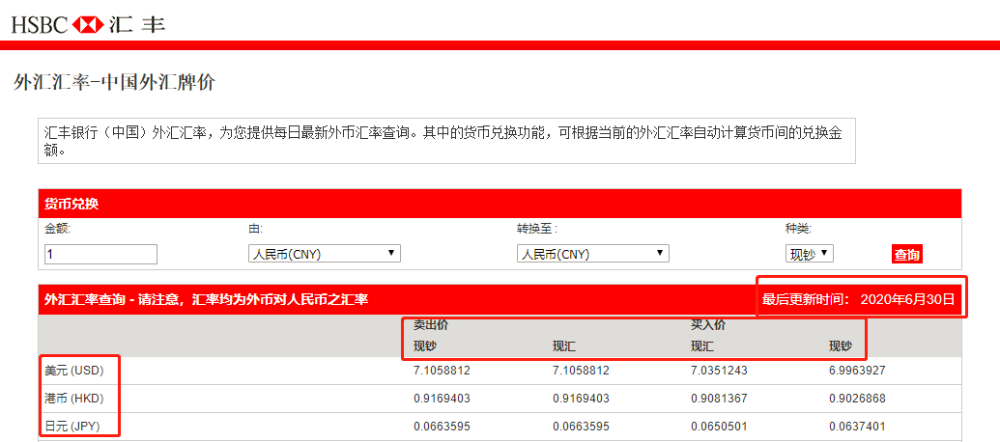 HSBC 汇丰
外汇汇率-中国外汇牌价
汇丰银行（中国）外汇汇率，为您提供每日最新外币汇率查询。其中的货币兑换功能，可根据当前的外汇汇率自动计算货币间的兑换金
额。
货币兑换
金额: 由: 转换至 : 种类:
1 人民币(CNY) 人民币(CNY) 现钞 查询
外汇汇率查询 - 请注意，汇率均为外币对人民币之汇率 最后更新时间： 2020年6月30日
卖出价 买入价
现钞 现汇 现汇 现钞
美元 (USD) 7.1058812 7.1058812 7.0351243 6.9963927
港币 (HKD) 0.9169403 0.9169403 0.9081367 0.9026868
日元 (JPY) 0.0663595 0.0663595 0.0650501 0.0637401